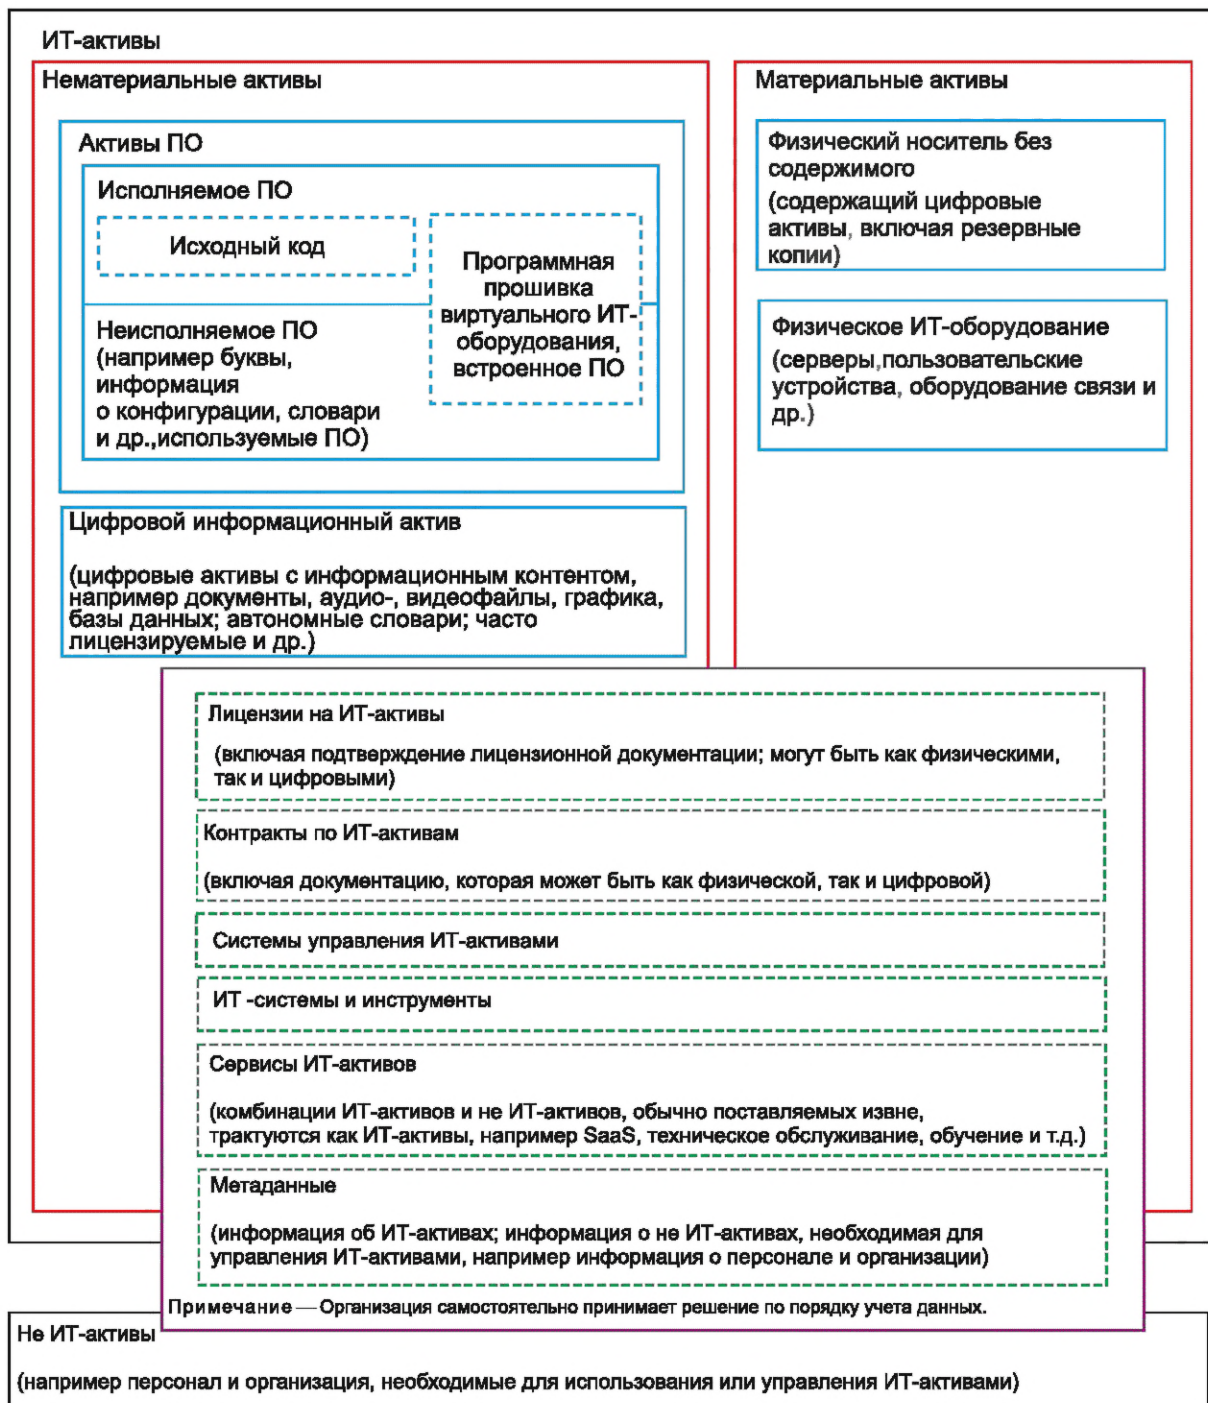 ИТ-активы
Нематериальные активы
Активы ПО
Исполняемое ПО
Исходный код
Программная
прошивка
виртуального ИТ-
оборудования,
встроенное ПО
Неисполняемое ПО
(например буквы,
информация
о конфигурации, словари
и др.,используемые ПО)
Цифровой информационный актив
(цифровые активы с информационным контентом,
например документы, аудио-, видеофайлы, графика,
базы данных; автономные словари; часто
лицензируемые и др.)
Материальные активы
Физический носитель без
содержимого
(содержащий цифровые
активы, включая резервные
копии)
Физическое ИТ-оборудование
(серверы,пользовательские
устройства, оборудование связи и
др.)
Лицензии на ИТ-активы
(включая подтверждение лицензионной документации; могут быть как физическими,
так и цифровыми)
Контракты по ИТ-активам
(включая документацию, которая может быть как физической, так и цифровой)
Системы управления ИТ-активами
ИТ -системы и инструменты
Сервисы ИТ-активов
(комбинации ИТ-активов и не ИТ-активов, обычно поставляемых извне,
трактуются как ИТ-активы, например SaaS, техническое обслуживание, обучение и т.д.)
Метаданные
(информация об ИТ-активах; информация о не ИТ-активах, необходимая для
управления ИТ-активами, например информация о персонале и организации)
Примечание — Организация самостоятельно принимает решение по порядку учета данных.
Не ИТ-активы
(например персонал и организация, необходимые для использования или управления ИТ-активами)